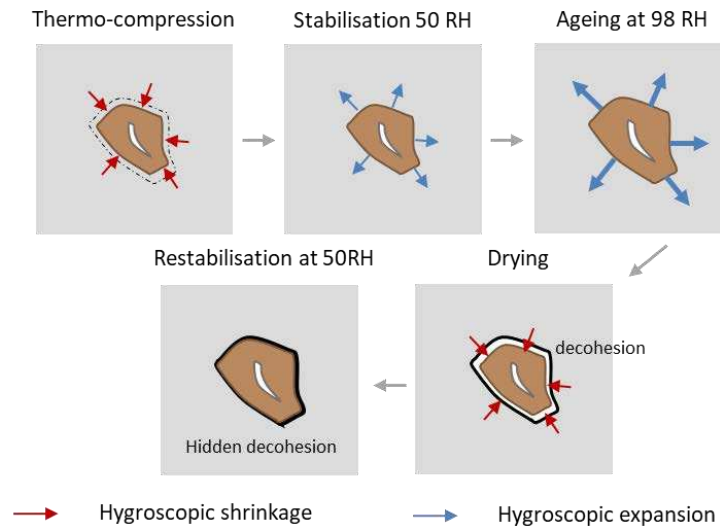 Thermo-compression
Stabilisation 50 RH
Ageing at 98 RH
Restabilisation at 50RH
Drying
decohesion
Hidden decohesion
Hygroscopic shrinkage
Hygroscopic expansion